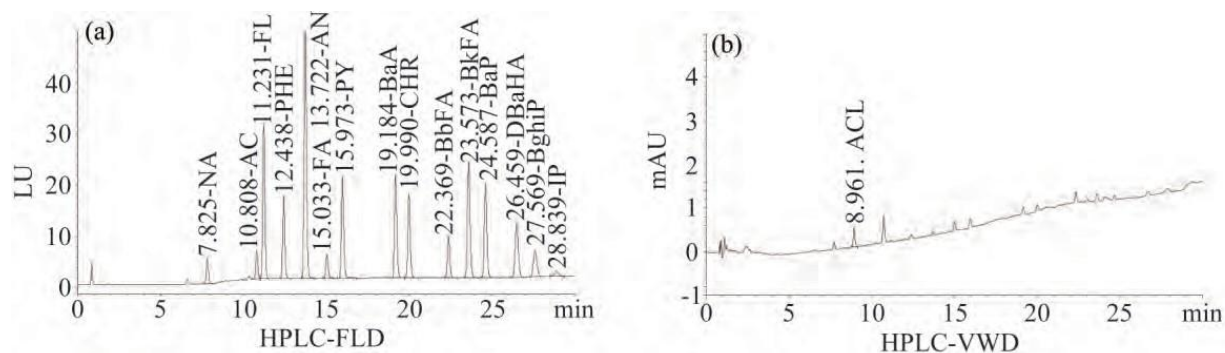 (a)
LU
40
30
20
10
0
7.825-NA
10.808-AC
11.231-FL
12.438-PHE
13.722-AN
15.033-FA
15.973-PY
19.184-BaA
19.990-CHR
22.369-BbFA
23.573-BkFA
24.587-BaP
26.459-DBaHA
27.569-BghiP
28.839-IP
0 5 10 15 20 25 min
HPLC-FLD
(b)
mAU
4
3
2
1
0
-1
8.961. ACL
0 5 10 15 20 25 min
HPLC-VWD